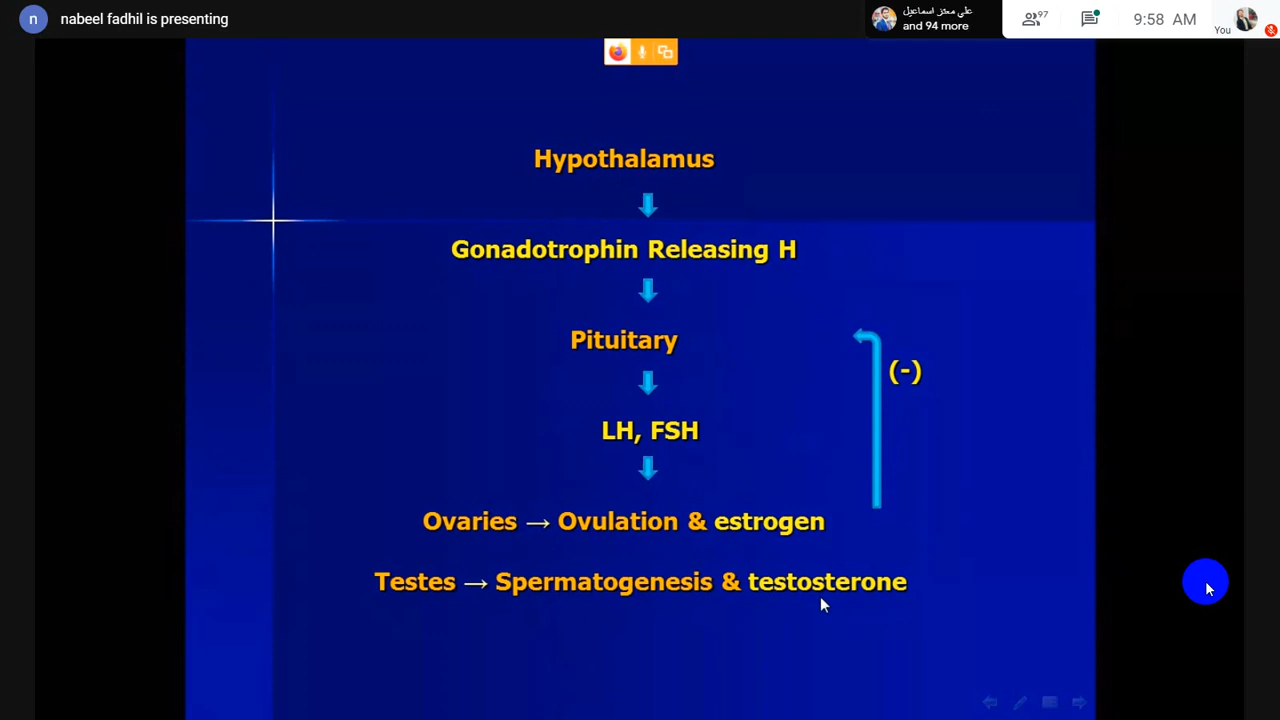 n nabeel fadhil is presenting
علي معتز اسماعيل
and 94 more
97
9:58 AM
You
Hypothalamus
Gonadotrophin Releasing H
Pituitary
(-)
LH, FSH
Ovaries → Ovulation & estrogen
Testes → Spermatogenesis & testosterone